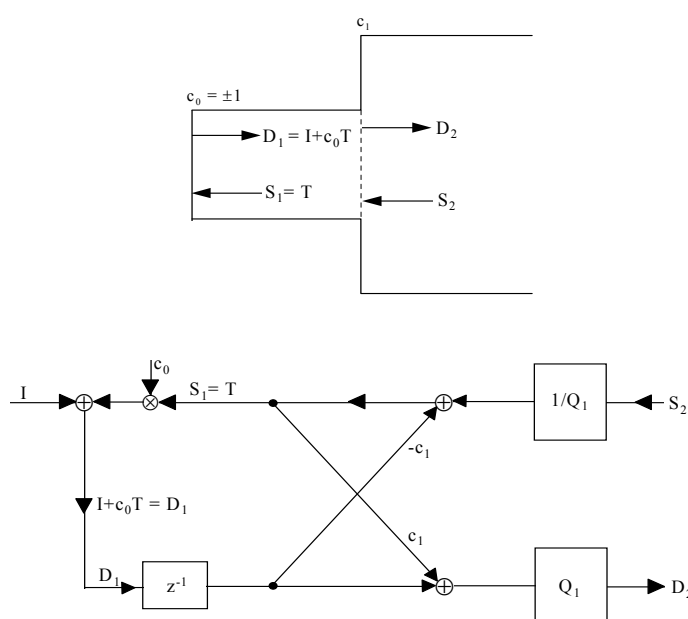 c₁
c₀ = ±1
D₁ = I+c₀T
D₂
S₁= T
S₂
c₀
I
S₁= T
1/Q₁
S₂
-c₁
I+c₀T = D₁
c₁
D₁
z⁻¹
Q₁
D₂